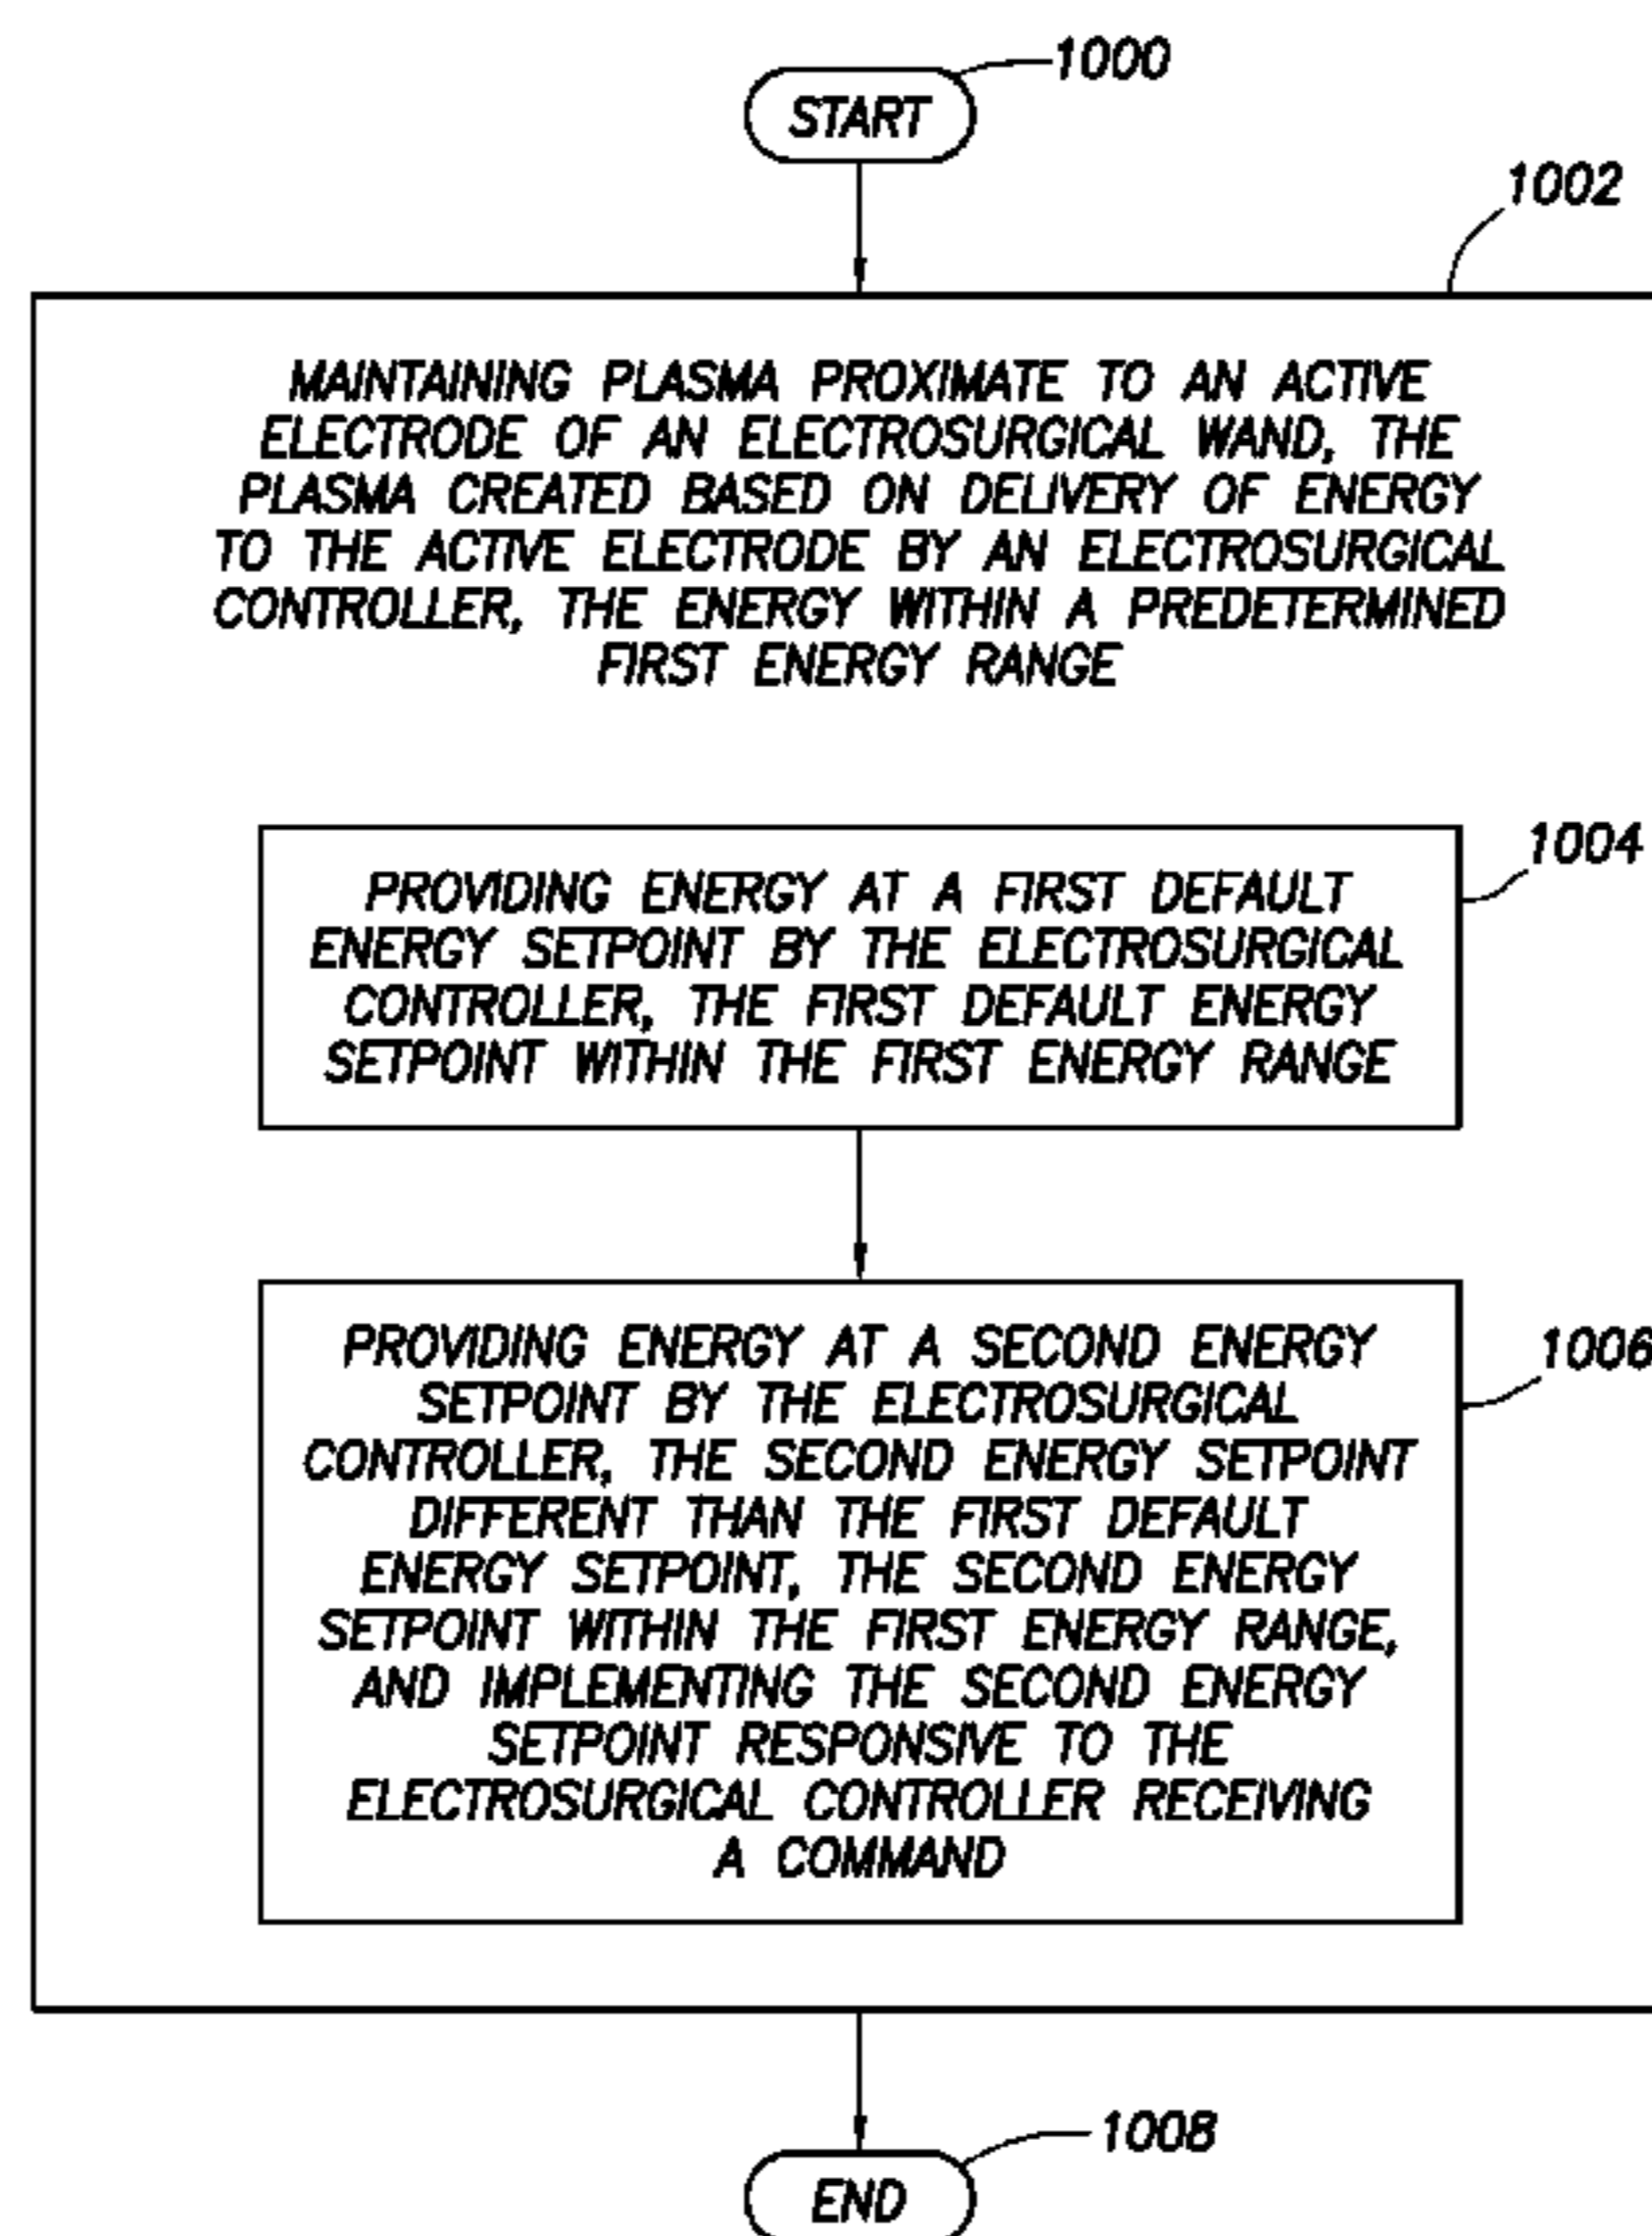 1000
START
1002
MAINTAINING PLASMA PROXIMATE TO AN ACTIVE
ELECTRODE OF AN ELECTROSURGICAL WAND, THE
PLASMA CREATED BASED ON DELIVERY OF ENERGY
TO THE ACTIVE ELECTRODE BY AN ELECTROSURGICAL
CONTROLLER, THE ENERGY WITHIN A PREDETERMINED
FIRST ENERGY RANGE
1004
PROVIDING ENERGY AT A FIRST DEFAULT
ENERGY SETPOINT BY THE ELECTROSURGICAL
CONTROLLER, THE FIRST DEFAULT ENERGY
SETPOINT WITHIN THE FIRST ENERGY RANGE
1006
PROVIDING ENERGY AT A SECOND ENERGY
SETPOINT BY THE ELECTROSURGICAL
CONTROLLER, THE SECOND ENERGY SETPOINT
DIFFERENT THAN THE FIRST DEFAULT
ENERGY SETPOINT, THE SECOND ENERGY
SETPOINT WITHIN THE FIRST ENERGY RANGE,
AND IMPLEMENTING THE SECOND ENERGY
SETPOINT RESPONSIVE TO THE
ELECTROSURGICAL CONTROLLER RECEIVING
A COMMAND
1008
END